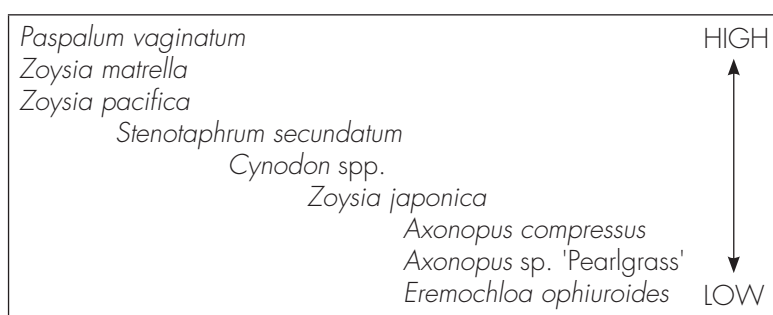 Paspalum vaginatum HIGH
Zoysia matrella
Zoysia pacifica
Stenotaphrum secundatum
Cynodon spp.
Zoysia japonica
Axonopus compressus
Axonopus sp. 'Pearlgrass'
Eremochloa ophiuroides LOW